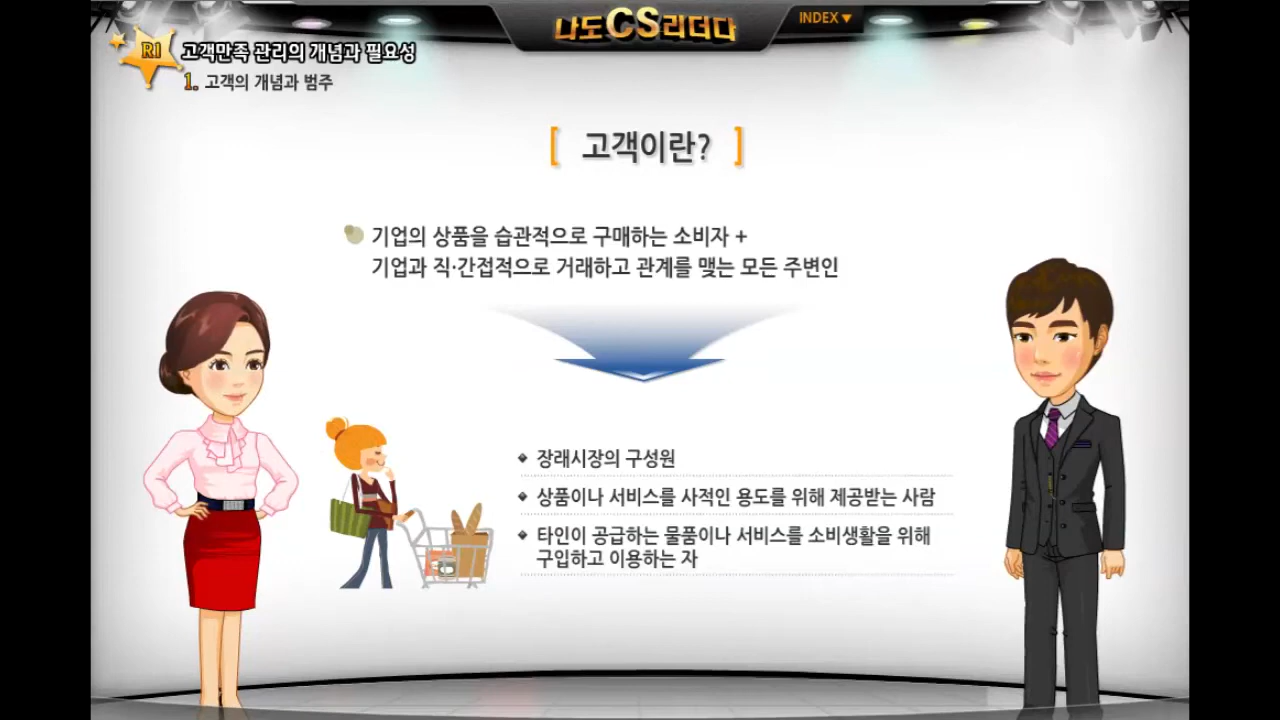 나도CS리더다
INDEX▼
R1 고객만족 관리의 개념과 필요성
1. 고객의 개념과 범주
[ 고객이란? ]
기업의 상품을 습관적으로 구매하는 소비자 +
기업과 직·간접적으로 거래하고 관계를 맺는 모든 주변인
장래시장의 구성원
상품이나 서비스를 사적인 용도를 위해 제공받는 사람
타인이 공급하는 물품이나 서비스를 소비생활을 위해
구입하고 이용하는 자